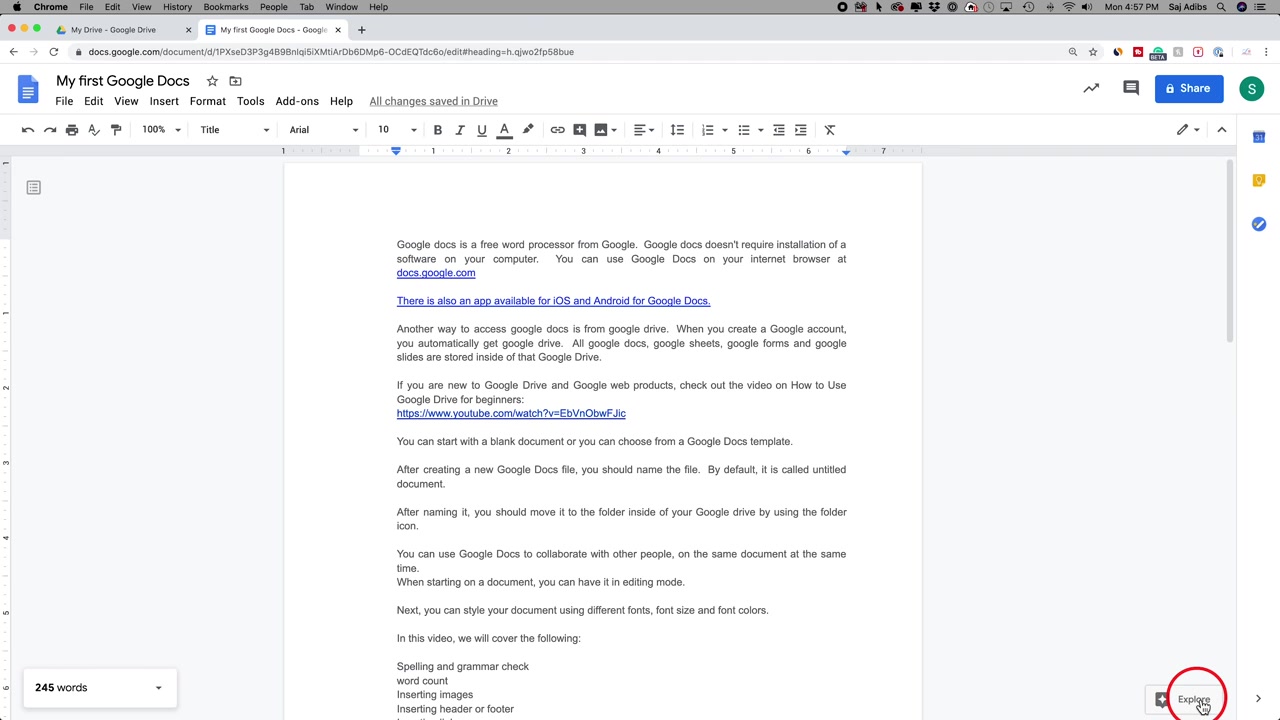 Chrome File Edit View History Bookmarks People Tab Window Help Mon 4:57 PM Saj Adibs
My Drive - Google Drive My first Google Docs - Google
docs.google.com/document/d/1PXseD3P3g4B9BnIqi5iXMtiArDb6DMp6-OCdEQTdc6o/edit#heading=h.qjwo2fp58bue
BETA
My first Google Docs
File Edit View Insert Format Tools Add-ons Help All changes saved in Drive
Share
S
100% Title Arial 10 B I U A
1 1 2 3 4 5 6 7
31
Google docs is a free word processor from Google. Google docs doesn't require installation of a
software on your computer. You can use Google Docs on your internet browser at
docs.google.com
There is also an app available for iOS and Android for Google Docs.
Another way to access google docs is from google drive. When you create a Google account,
you automatically get google drive. All google docs, google sheets, google forms and google
slides are stored inside of that Google Drive.
If you are new to Google Drive and Google web products, check out the video on How to Use
Google Drive for beginners:
https://www.youtube.com/watch?v=EbVnObwFJic
You can start with a blank document or you can choose from a Google Docs template.
After creating a new Google Docs file, you should name the file. By default, it is called untitled
document.
After naming it, you should move it to the folder inside of your Google drive by using the folder
icon.
You can use Google Docs to collaborate with other people, on the same document at the same
time.
When starting on a document, you can have it in editing mode.
Next, you can style your document using different fonts, font size and font colors.
In this video, we will cover the following:
Spelling and grammar check
word count
Inserting images
Inserting header or footer
245 words
Explore